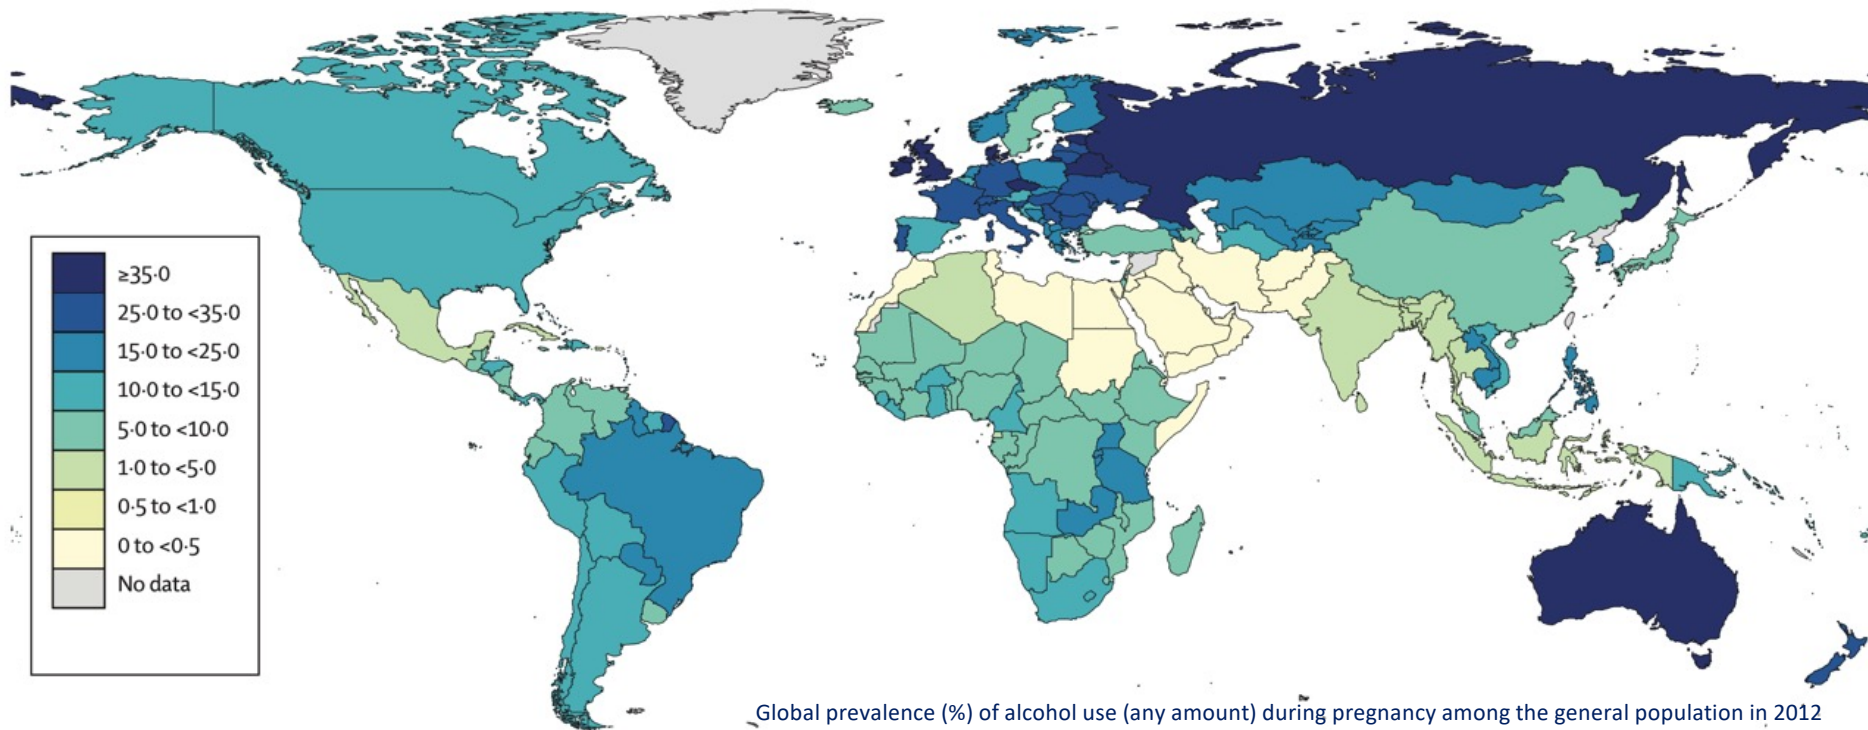 ≥35·0
25·0 to <35·0
15·0 to <25·0
10·0 to <15·0
5·0 to <10·0
1·0 to <5·0
0·5 to <1·0
0 to <0·5
No data
Global prevalence (%) of alcohol use (any amount) during pregnancy among the general population in 2012